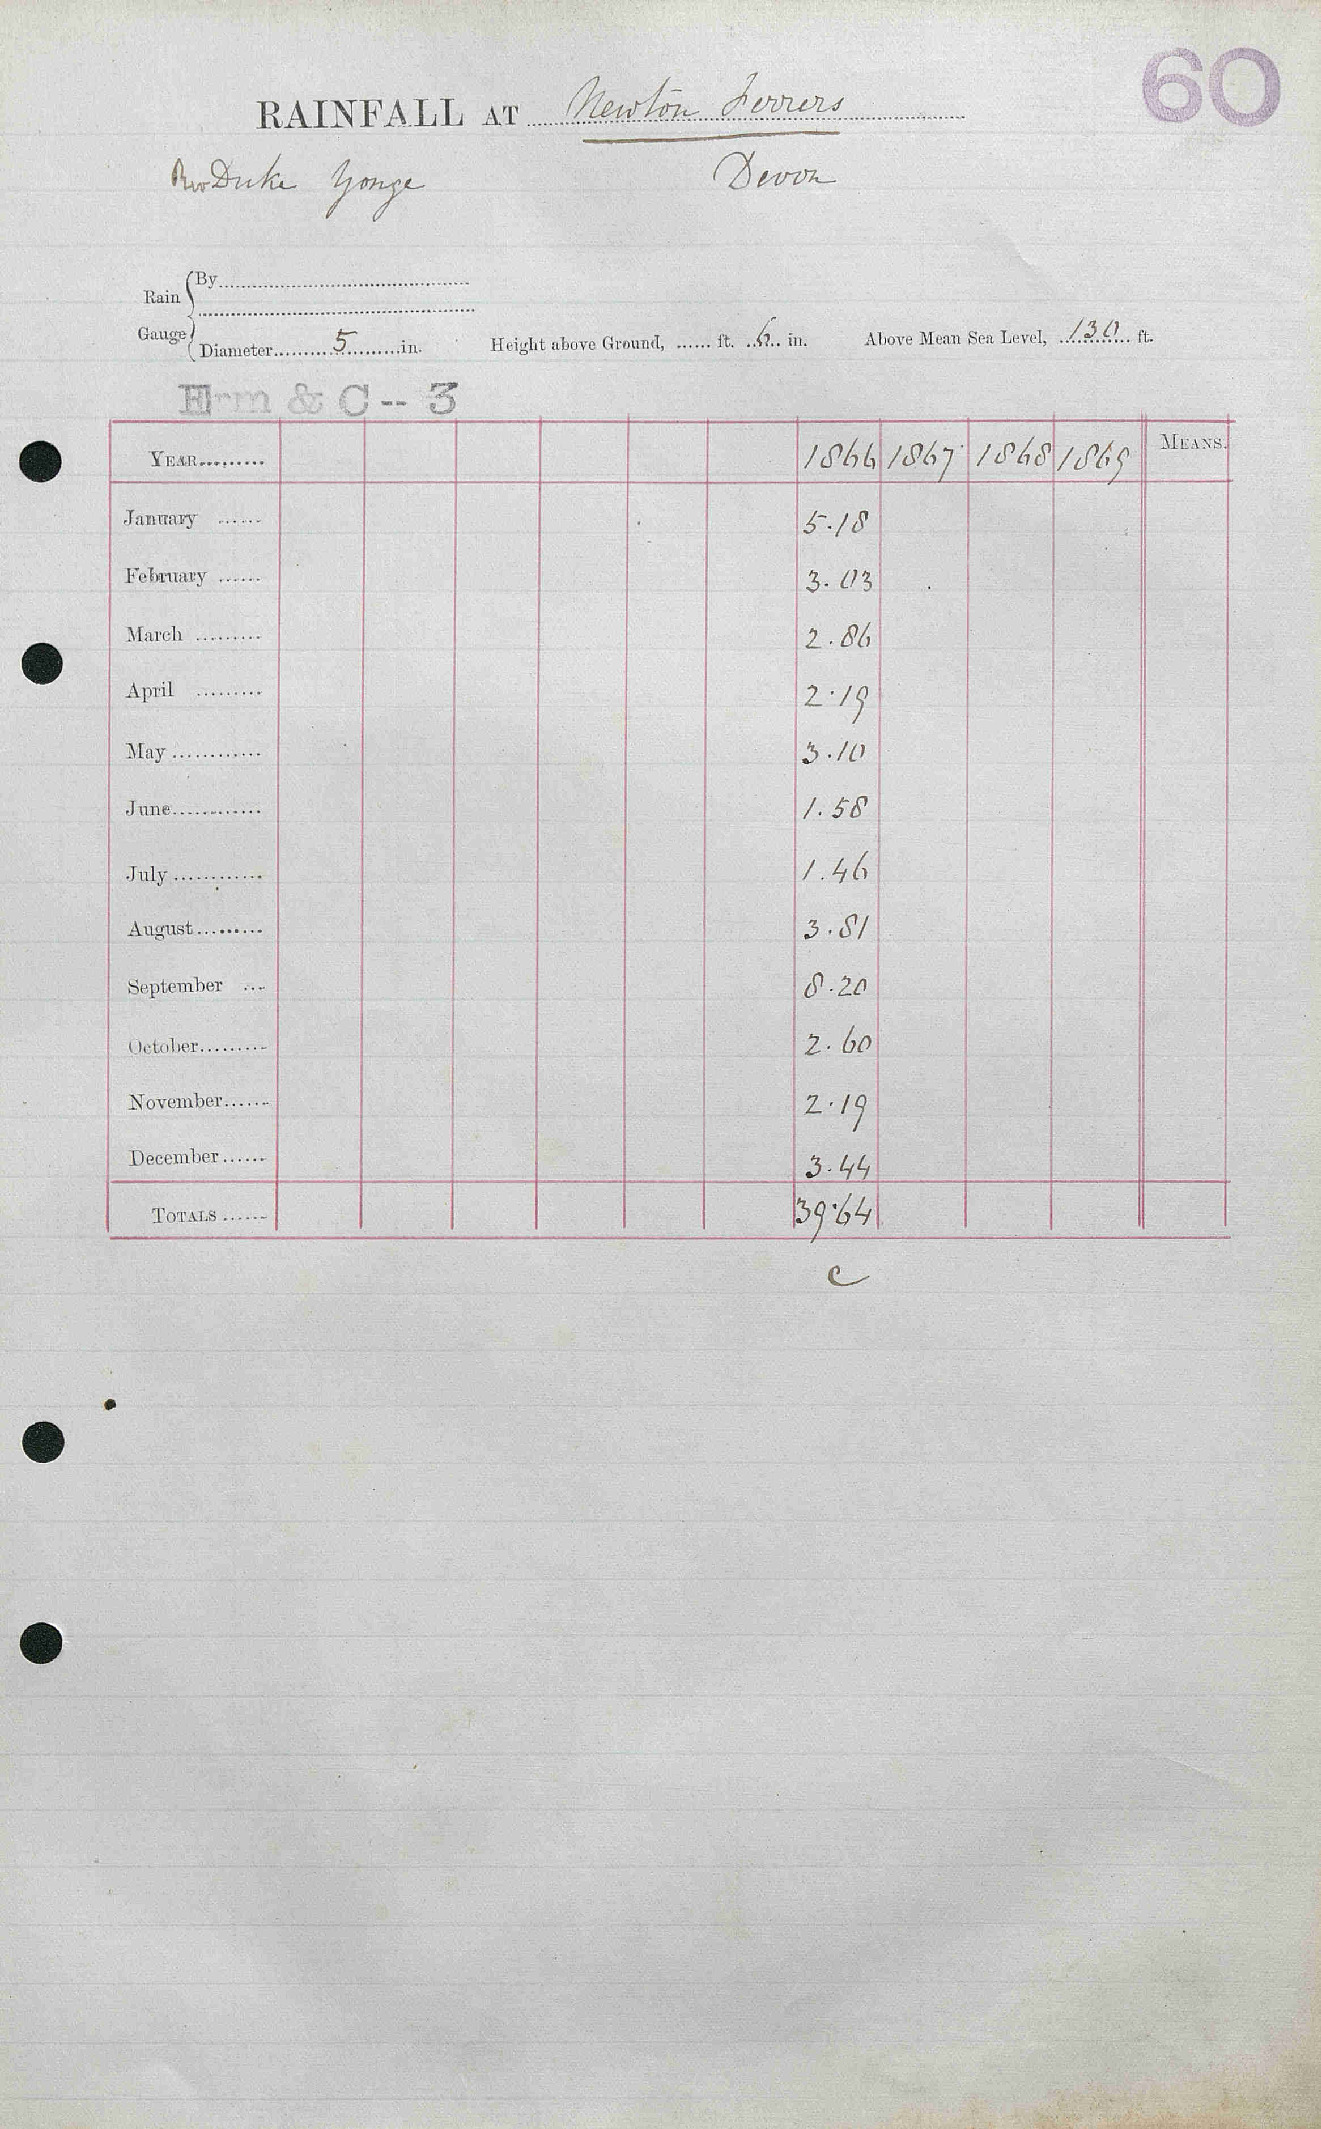 60
RAINFALL AT Newton Ferrers
Rev Duke Yonge Devon
Rain Gauge
By
Diameter 5 in. Height above Ground, ft. 6 in. Above Mean Sea Level, 130 ft.
Erm & C -- 3
YEAR 1866 1867 1868 1869 MEANS.
January 5.18
February 3.03
March 2.86
April 2.19
May 3.10
June 1.58
July 1.46
August 3.81
September 8.20
October 2.60
November 2.19
December 3.44
TOTALS 39.64
C